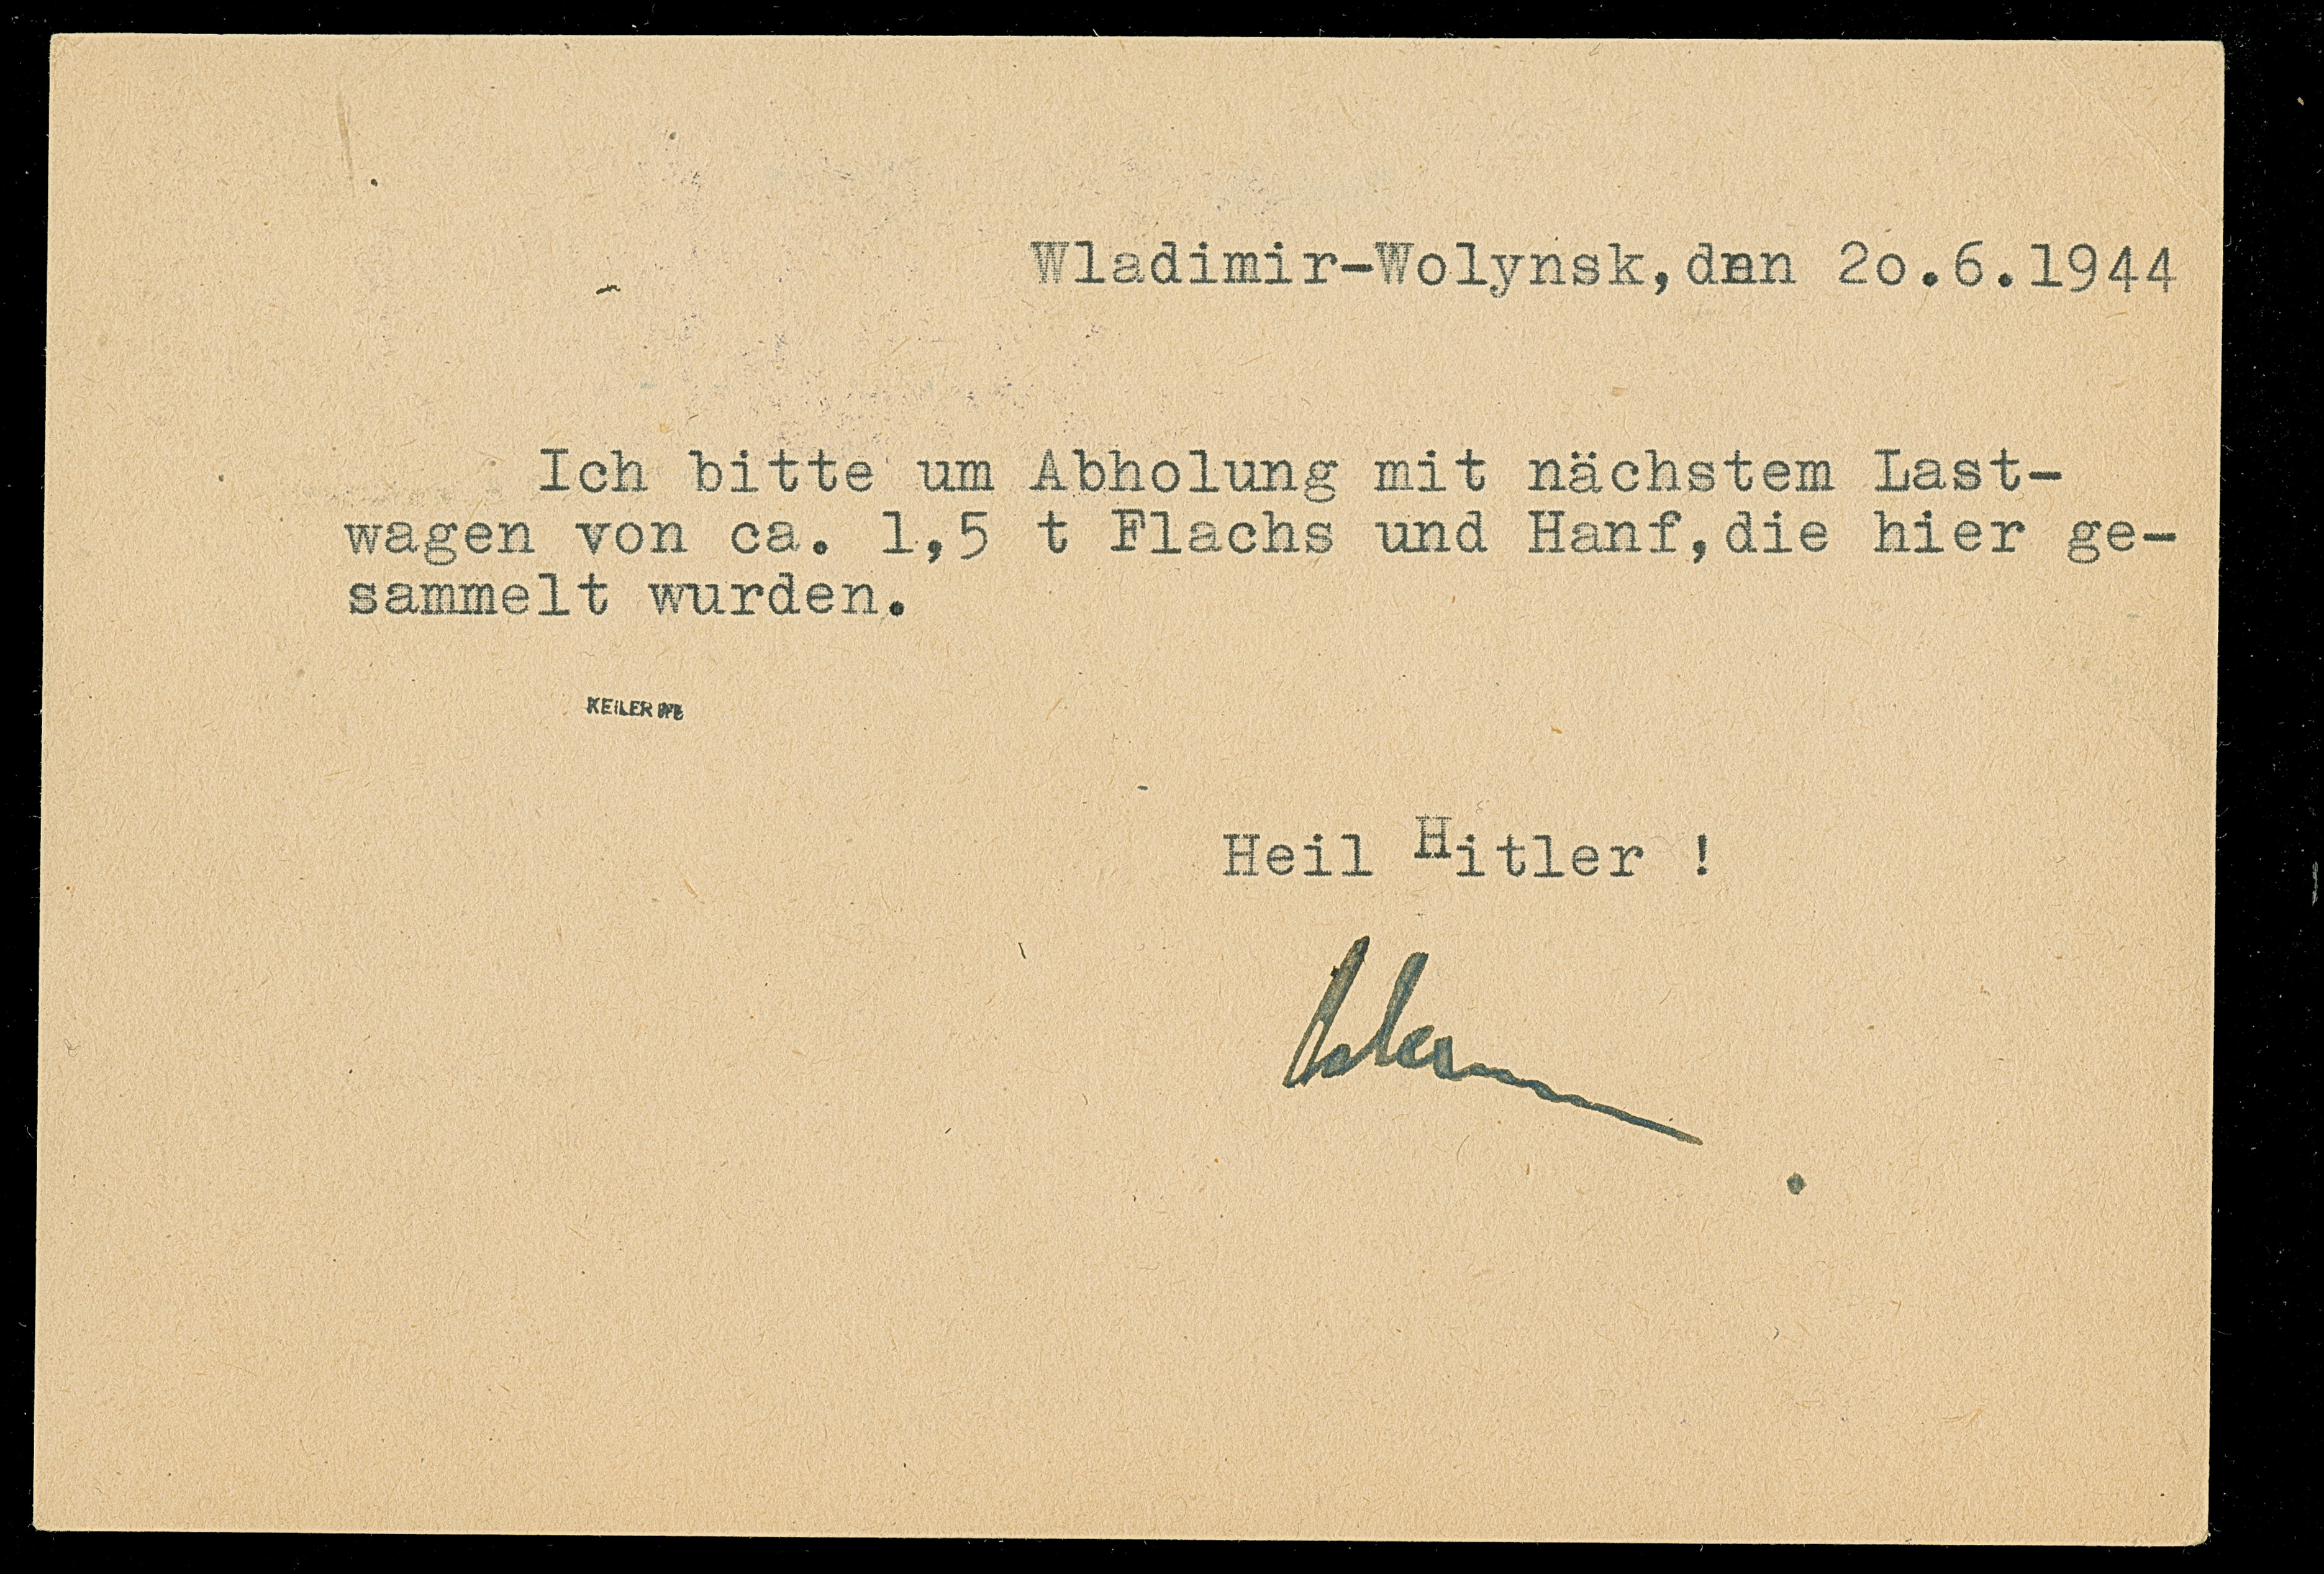 Wladimir-Wolynsk,den 2o.6.1944
Ich bitte um Abholung mit nächstem Last-
wagen von ca. 1,5 t Flachs und Hanf,die hier ge-
sammelt wurden.
KEILER
Heil Hitler !